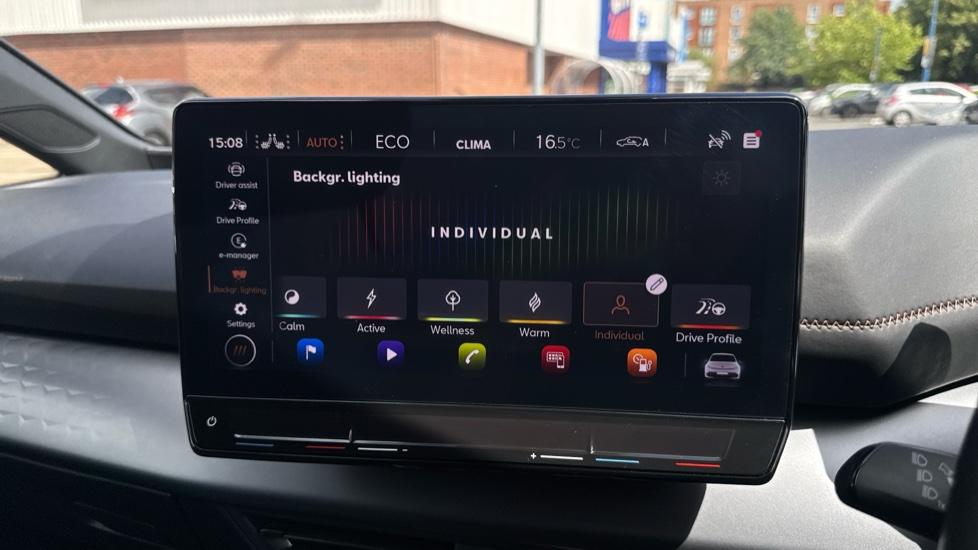 15:08 AUTO ECO CLIMA 16.5°C A
Backgr. lighting
Driver assist
Drive Profile
e-manager
Backgr. lighting
Settings
INDIVIDUAL
Calm Active Wellness Warm Individual Drive Profile